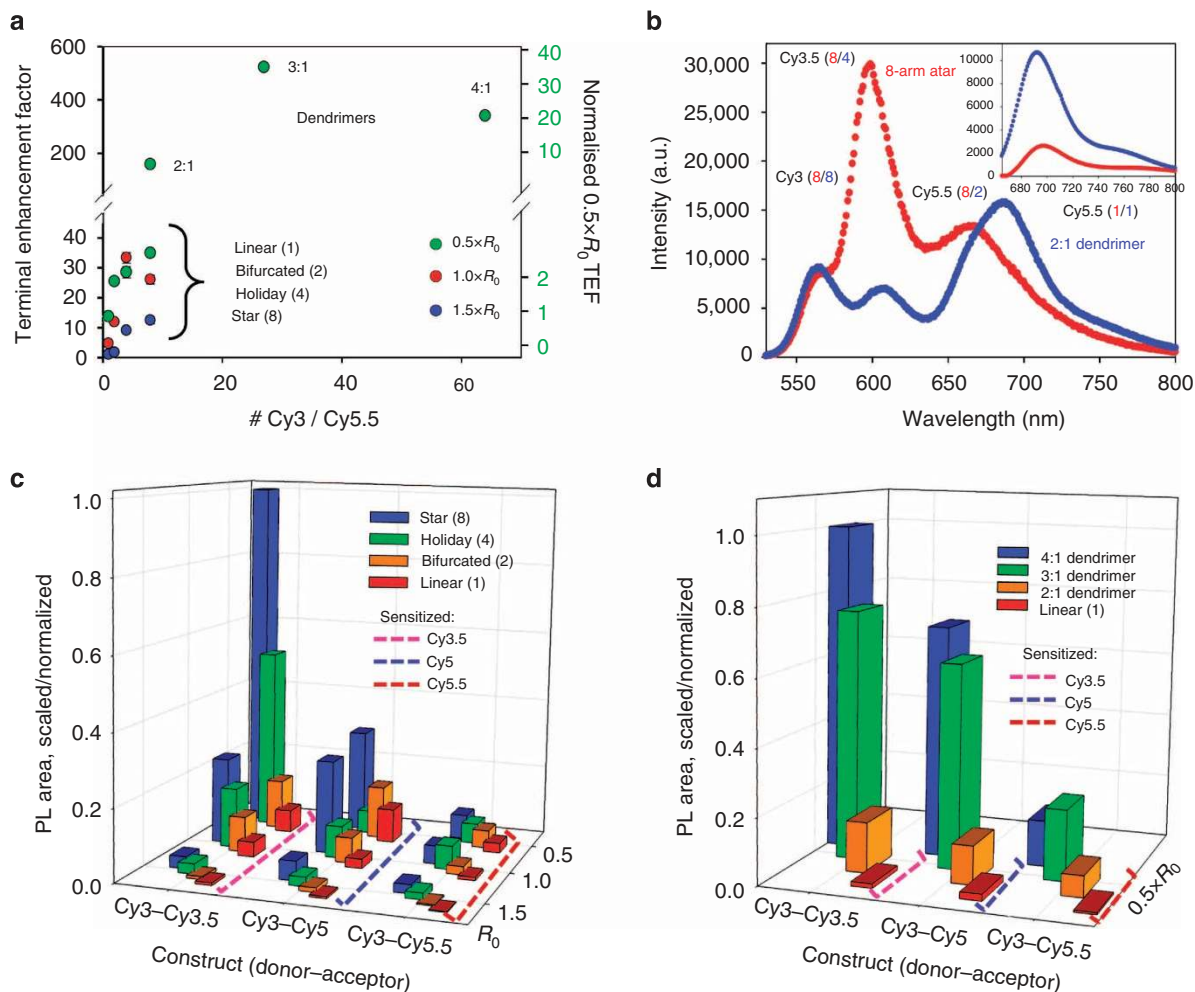 a
600
400
200
40
30
20
10
0
Terminal enhancement factor
3:1
4:1
2:1
Dendrimers
Linear (1)
Bifurcated (2)
Holiday (4)
Star (8)
0.5×R0
1.0×R0
1.5×R0
40
30
20
10
2
1
0
Normalised 0.5×R0 TEF
0 20 40 60
# Cy3 / Cy5.5
b
30,000
25,000
20,000
15,000
10,000
5,000
0
Intensity (a.u.)
Cy3.5 (8/4)
8-arm atar
Cy3 (8/8)
Cy5.5 (8/2)
Cy5.5 (1/1)
2:1 dendrimer
10000
8000
6000
4000
2000
0
680 700 720 740 760 780 800
550 600 650 700 750 800
Wavelength (nm)
c
1.0
0.8
0.6
0.4
0.2
0.0
PL area, scaled/normalized
Star (8)
Holiday (4)
Bifurcated (2)
Linear (1)
Sensitized:
Cy3.5
Cy5
Cy5.5
0.5
1.0
1.5
R0
Cy3–Cy3.5
Cy3–Cy5
Cy3–Cy5.5
Construct (donor–acceptor)
d
1.0
0.8
0.6
0.4
0.2
0.0
PL area, scaled/normalized
4:1 dendrimer
3:1 dendrimer
2:1 dendrimer
Linear (1)
Sensitized:
Cy3.5
Cy5
Cy5.5
0.5×R0
Cy3–Cy3.5
Cy3–Cy5
Cy3–Cy5.5
Construct (donor–acceptor)